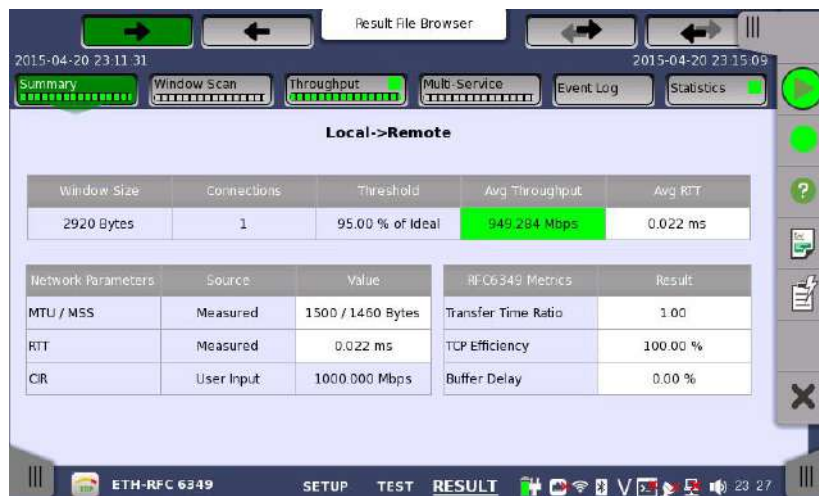 Result File Browser
2015-04-20 23:11:31
2015-04-20 23:15:09
Summary
Window Scan
Throughput
Multi-Service
Event Log
Statistics
Local->Remote
Window Size Connections Threshold Avg Throughput Avg RTT
2920 Bytes 1 95.00 % of Ideal 949.284 Mbps 0.022 ms
Network Parameters Source Value
MTU / MSS Measured 1500 / 1460 Bytes
RTT Measured 0.022 ms
CIR User Input 1000.000 Mbps
RFC6349 Metrics Result
Transfer Time Ratio 1.00
TCP Efficiency 100.00 %
Buffer Delay 0.00 %
ETH-RFC 6349 SETUP TEST RESULT V 23 27